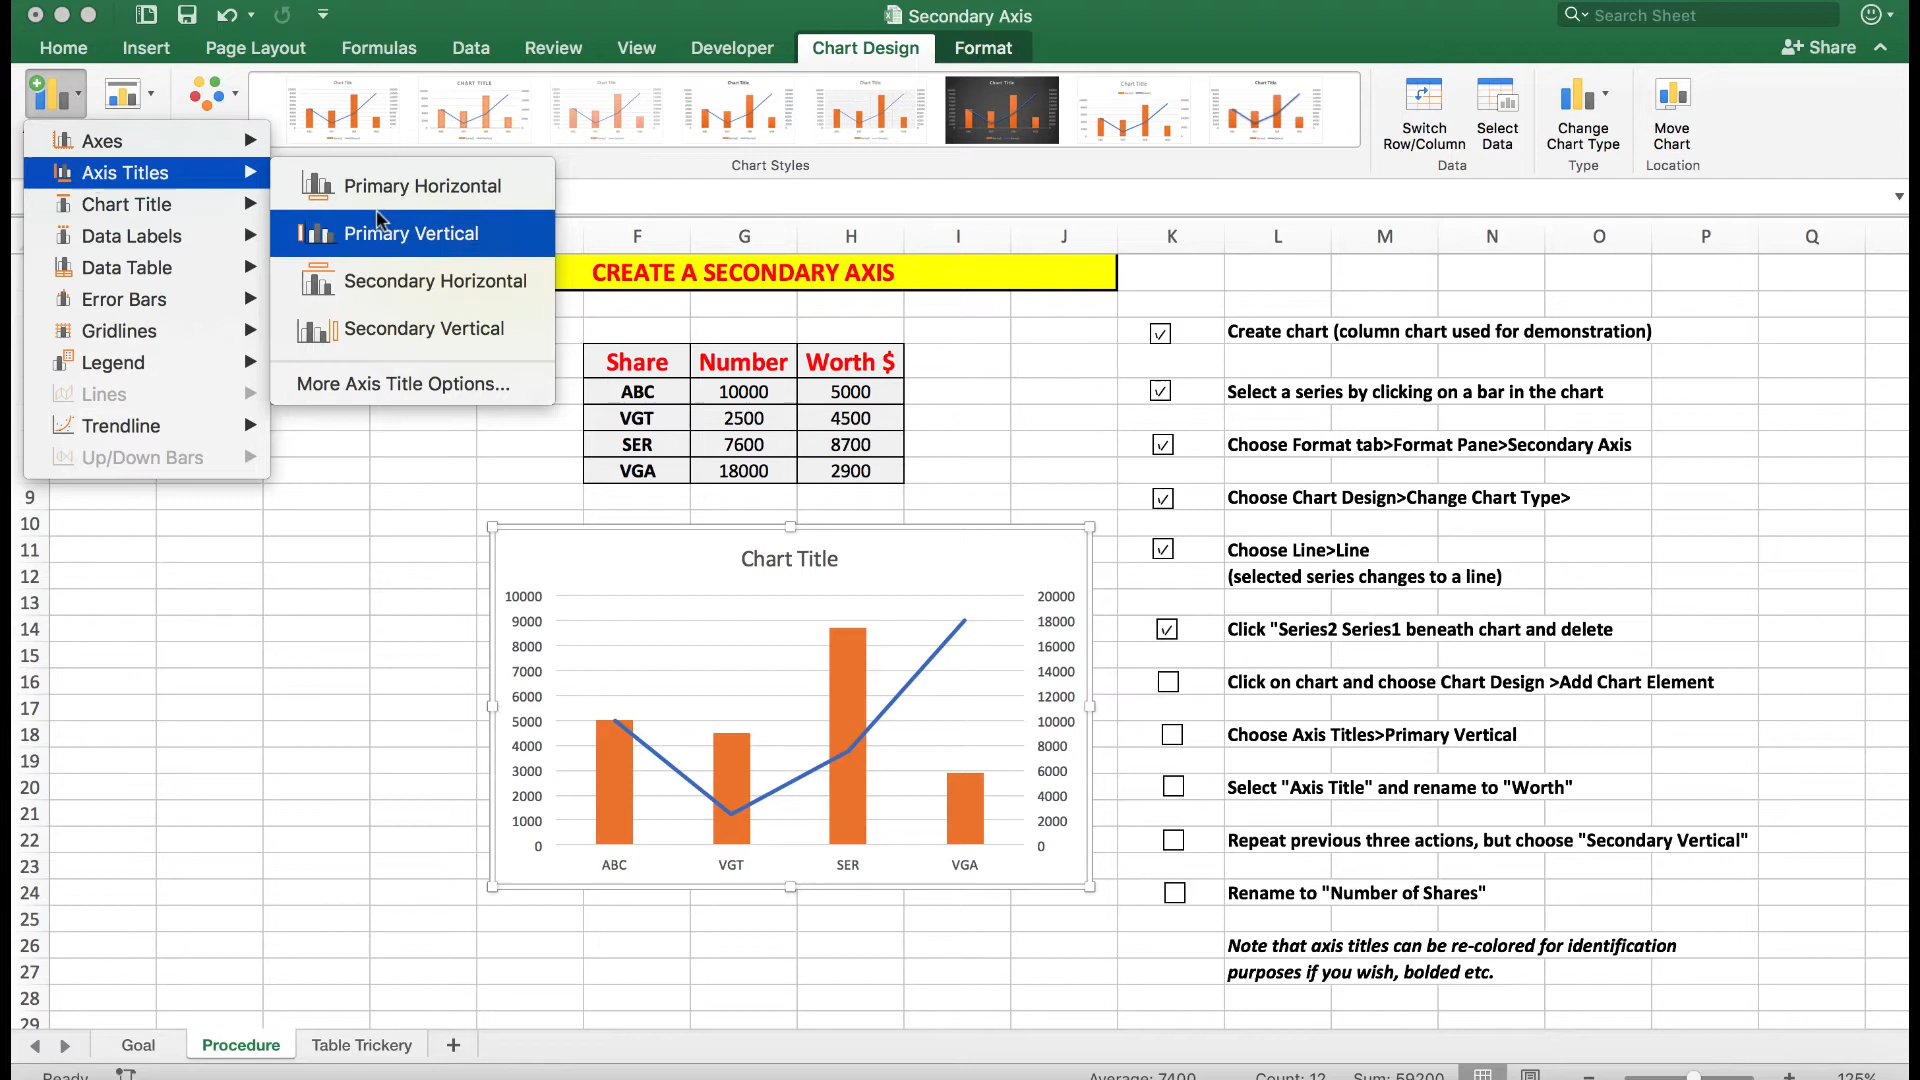 Secondary Axis
Search Sheet
Home Insert Page Layout Formulas Data Review View Developer Chart Design Format
Share
Switch Row/Column
Select Data
Change Chart Type
Move Chart
Chart Styles
Data
Type
Location
Axes
Axis Titles
Chart Title
Data Labels
Data Table
Error Bars
Gridlines
Legend
Lines
Trendline
Up/Down Bars
Primary Horizontal
Primary Vertical
Secondary Horizontal
Secondary Vertical
More Axis Title Options...
F G H I J K L M N O P Q
CREATE A SECONDARY AXIS
Share Number Worth $
ABC 10000 5000
VGT 2500 4500
SER 7600 8700
VGA 18000 2900
9
10
11
12
13
14
15
16
17
18
19
20
21
22
23
24
25
26
27
28
29
Chart Title
10000
9000
8000
7000
6000
5000
4000
3000
2000
1000
0
20000
18000
16000
14000
12000
10000
8000
6000
4000
2000
0
ABC VGT SER VGA
Create chart (column chart used for demonstration)
Select a series by clicking on a bar in the chart
Choose Format tab>Format Pane>Secondary Axis
Choose Chart Design>Change Chart Type>
Choose Line>Line
(selected series changes to a line)
Click "Series2 Series1 beneath chart and delete
Click on chart and choose Chart Design >Add Chart Element
Choose Axis Titles>Primary Vertical
Select "Axis Title" and rename to "Worth"
Repeat previous three actions, but choose "Secondary Vertical"
Rename to "Number of Shares"
Note that axis titles can be re-colored for identification
purposes if you wish, bolded etc.
Goal Procedure Table Trickery
Ready
Average: 7400 Count: 12 Sum: 59200
125%